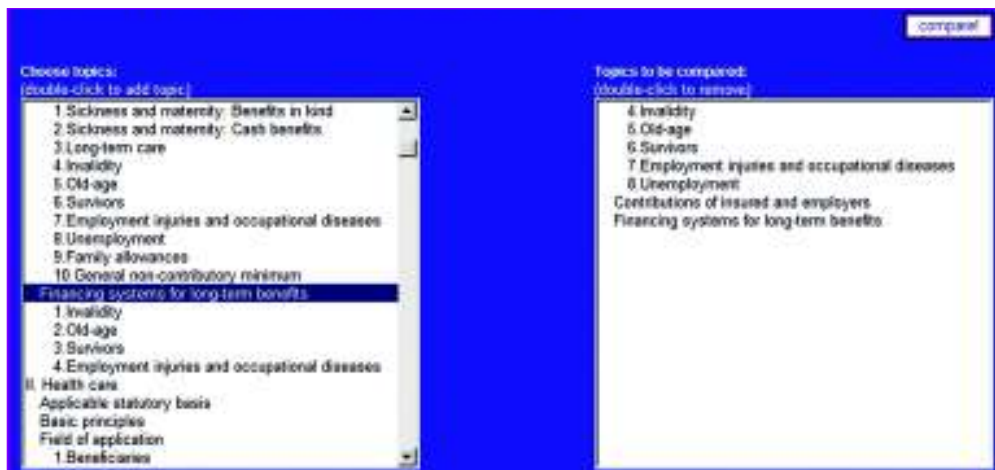 compare!
Choose topics:
(double-click to add topic)
1.Sickness and maternity: Benefits in kind
2.Sickness and maternity: Cash benefits
3.Long-term care
4.Invalidity
5.Old-age
6.Survivors
7.Employment injuries and occupational diseases
8.Unemployment
9.Family allowances
10.General non-contributory minimum
Financing systems for long-term benefits
1.Invalidity
2.Old-age
3.Survivors
4.Employment injuries and occupational diseases
II. Health care
Applicable statutory basis
Basic principles
Field of application
1.Beneficiaries
Topics to be compared:
(double-click to remove)
4.Invalidity
5.Old-age
6.Survivors
7.Employment injuries and occupational diseases
8.Unemployment
Contributions of insured and employers
Financing systems for long-term benefits